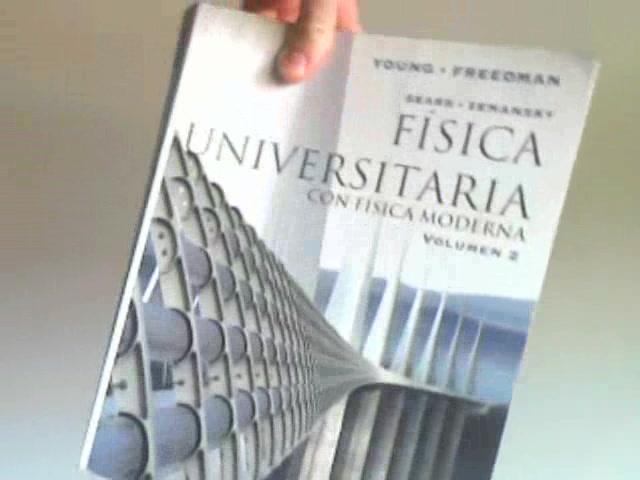 YOUNG • FREEDMAN
SEARS • ZEMANSKY
FÍSICA
UNIVERSITARIA
CON FÍSICA MODERNA
VOLUMEN 2